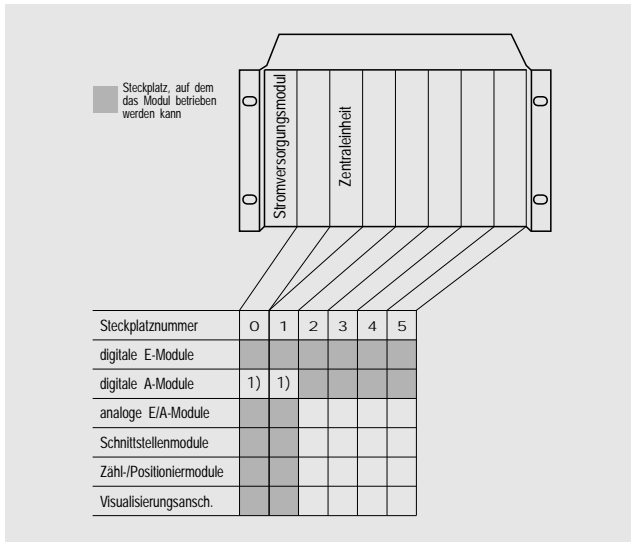 Steckplatz, auf dem
das Modul betrieben
werden kann
Stromversorgungsmodul
Zentraleinheit
Steckplatznummer 0 1 2 3 4 5
digitale E-Module
digitale A-Module 1) 1)
analoge E/A-Module
Schnittstellenmodule
Zähl-/Positioniermodule
Visualisierungsansch.